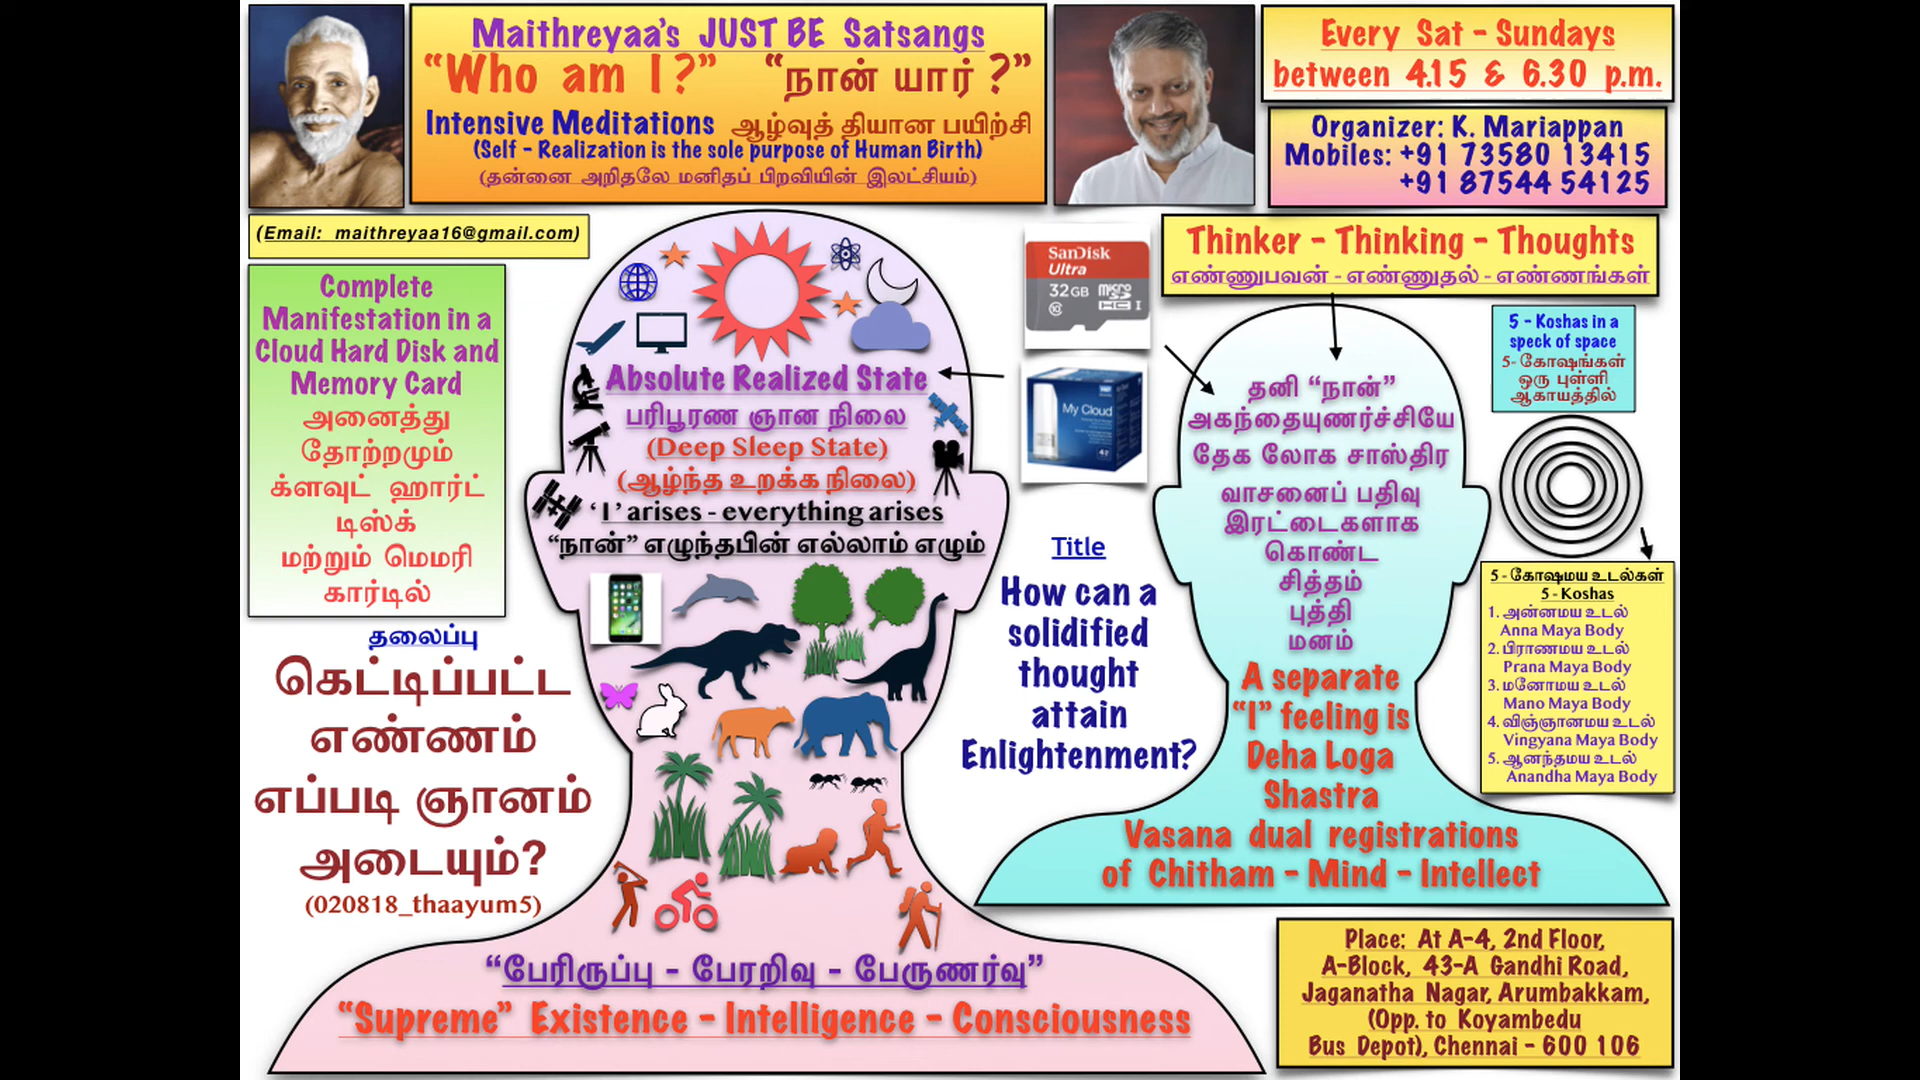 Maithreyaa's JUST BE Satsangs
"Who am I?" "நான் யார் ?"
Intensive Meditations ஆழ்வுத் தியான பயிற்சி
(Self - Realization is the sole purpose of Human Birth)
(தன்னை அறிதலே மனிதப் பிறவியின் இலட்சியம்)
Every Sat - Sundays
between 4.15 & 6.30 p.m.
Organizer: K. Mariappan
Mobiles: +91 73580 13415
+91 87544 54125
(Email: maithreyaa16@gmail.com)
Complete
Manifestation in a
Cloud Hard Disk and
Memory Card
அனைத்து
தோற்றமும்
க்ளவுட் ஹார்ட்
டிஸ்க்
மற்றும் மெமரி
கார்டில்
தலைப்பு
கெட்டிப்பட்ட
எண்ணம்
எப்படி ஞானம்
அடையும்?
(020818_thaayum5)
Absolute Realized State
பரிபூரண ஞான நிலை
(Deep Sleep State)
(ஆழ்ந்த உறக்க நிலை)
'I' arises - everything arises
"நான்" எழுந்தபின் எல்லாம் எழும்
"பேரிருப்பு - பேரறிவு - பேருணர்வு"
"Supreme" Existence - Intelligence - Consciousness
SanDisk
Ultra
32GB micro
HC I
My Cloud
Title
How can a
solidified
thought
attain
Enlightenment?
Thinker - Thinking - Thoughts
எண்ணுபவன் - எண்ணுதல் - எண்ணங்கள்
தனி "நான்"
அகந்தையுணர்ச்சியே
தேக லோக சாஸ்திர
வாசனைப் பதிவு
இரட்டைகளாக
கொண்ட
சித்தம்
புத்தி
மனம்
A separate
"I" feeling is
Deha Loga
Shastra
Vasana dual registrations
of Chitham - Mind - Intellect
5 - Koshas in a
speck of space
5- கோஷங்கள்
ஒரு புள்ளி
ஆகாயத்தில்
5 - கோஷமய உடல்கள்
5 - Koshas
1. அன்னமய உடல்
Anna Maya Body
2. பிராணமய உடல்
Prana Maya Body
3. மனோமய உடல்
Mano Maya Body
4. விஞ்ஞானமய உடல்
Vingyana Maya Body
5. ஆனந்தமய உடல்
Anandha Maya Body
Place: At A-4, 2nd Floor,
A-Block, 43-A Gandhi Road,
Jaganatha Nagar, Arumbakkam,
(Opp. to Koyambedu
Bus Depot), Chennai - 600 106